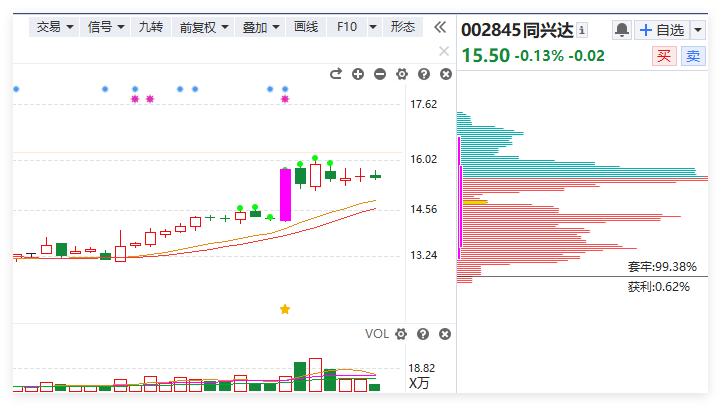 交易 信号 九转 前复权 叠加 画线 F10 形态
002845同兴达
+自选
15.50 -0.13% -0.02
买 卖
17.62
16.02
14.56
13.24
套牢:99.38%
获利:0.62%
VOL
18.82
X万